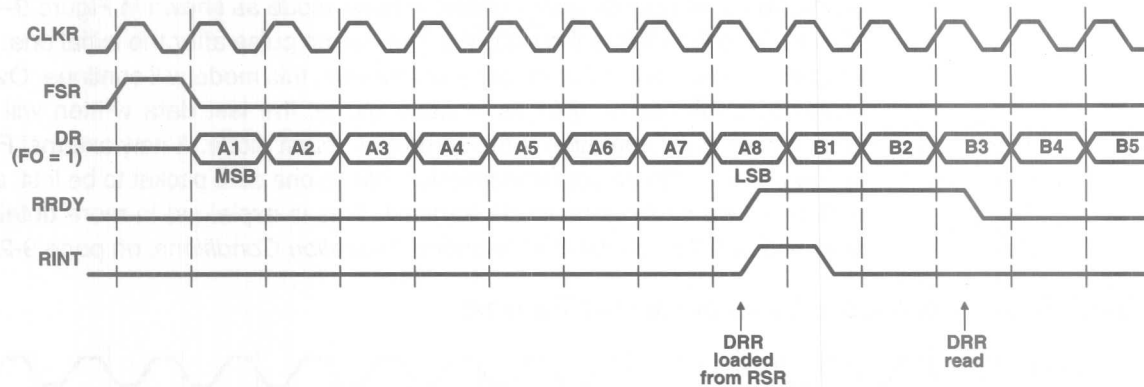 CLKR
FSR
DR
(FO = 1)
A1 A2 A3 A4 A5 A6 A7 A8 B1 B2 B3 B4 B5
MSB LSB
RRDY
RINT
DRR
loaded
from RSR
DRR
read